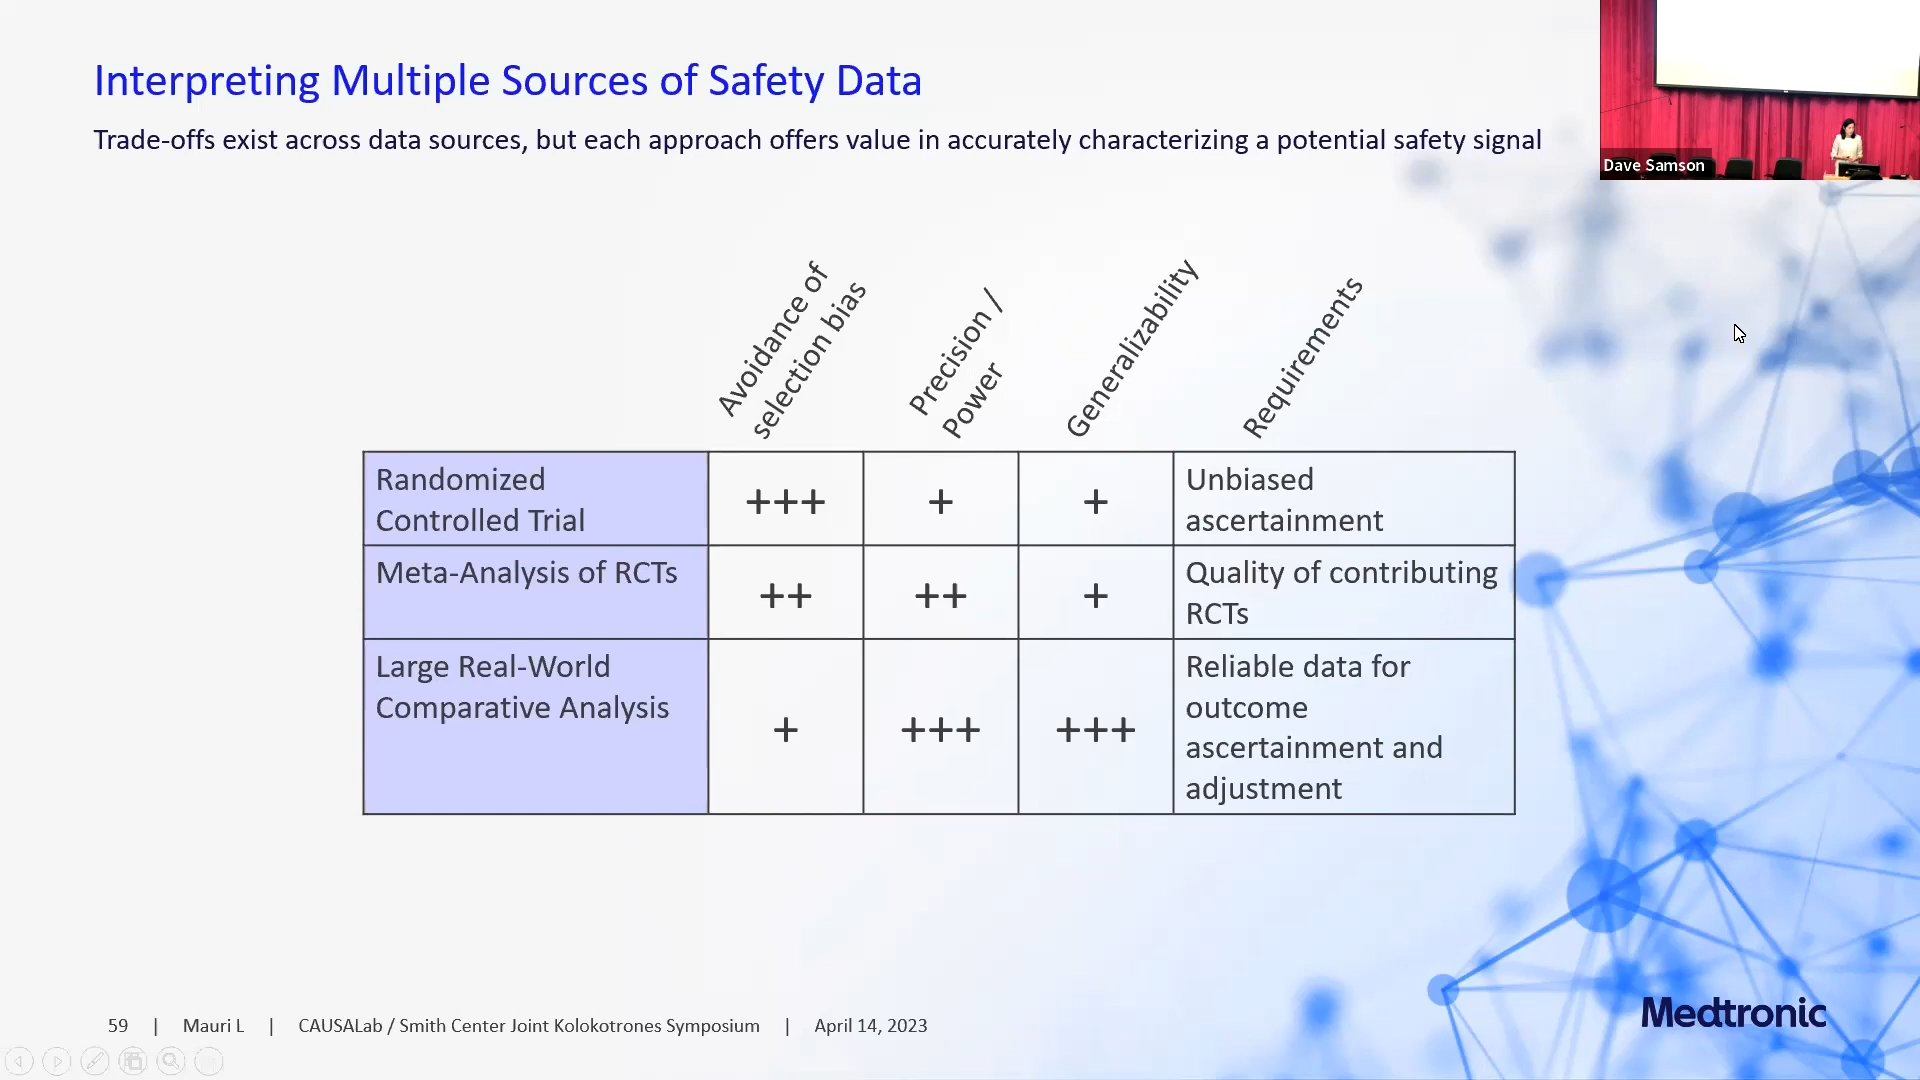 Interpreting Multiple Sources of Safety Data
Trade-offs exist across data sources, but each approach offers value in accurately characterizing a potential safety signal
Dave Samson
Avoidance of
selection bias
Precision /
Power
Generalizability
Requirements
Randomized
Controlled Trial
+++
+
+
Unbiased
ascertainment
Meta-Analysis of RCTs
++
++
+
Quality of contributing
RCTs
Large Real-World
Comparative Analysis
+
+++
+++
Reliable data for
outcome
ascertainment and
adjustment
59 | Mauri L | CAUSALab / Smith Center Joint Kolokotrones Symposium | April 14, 2023
Medtronic